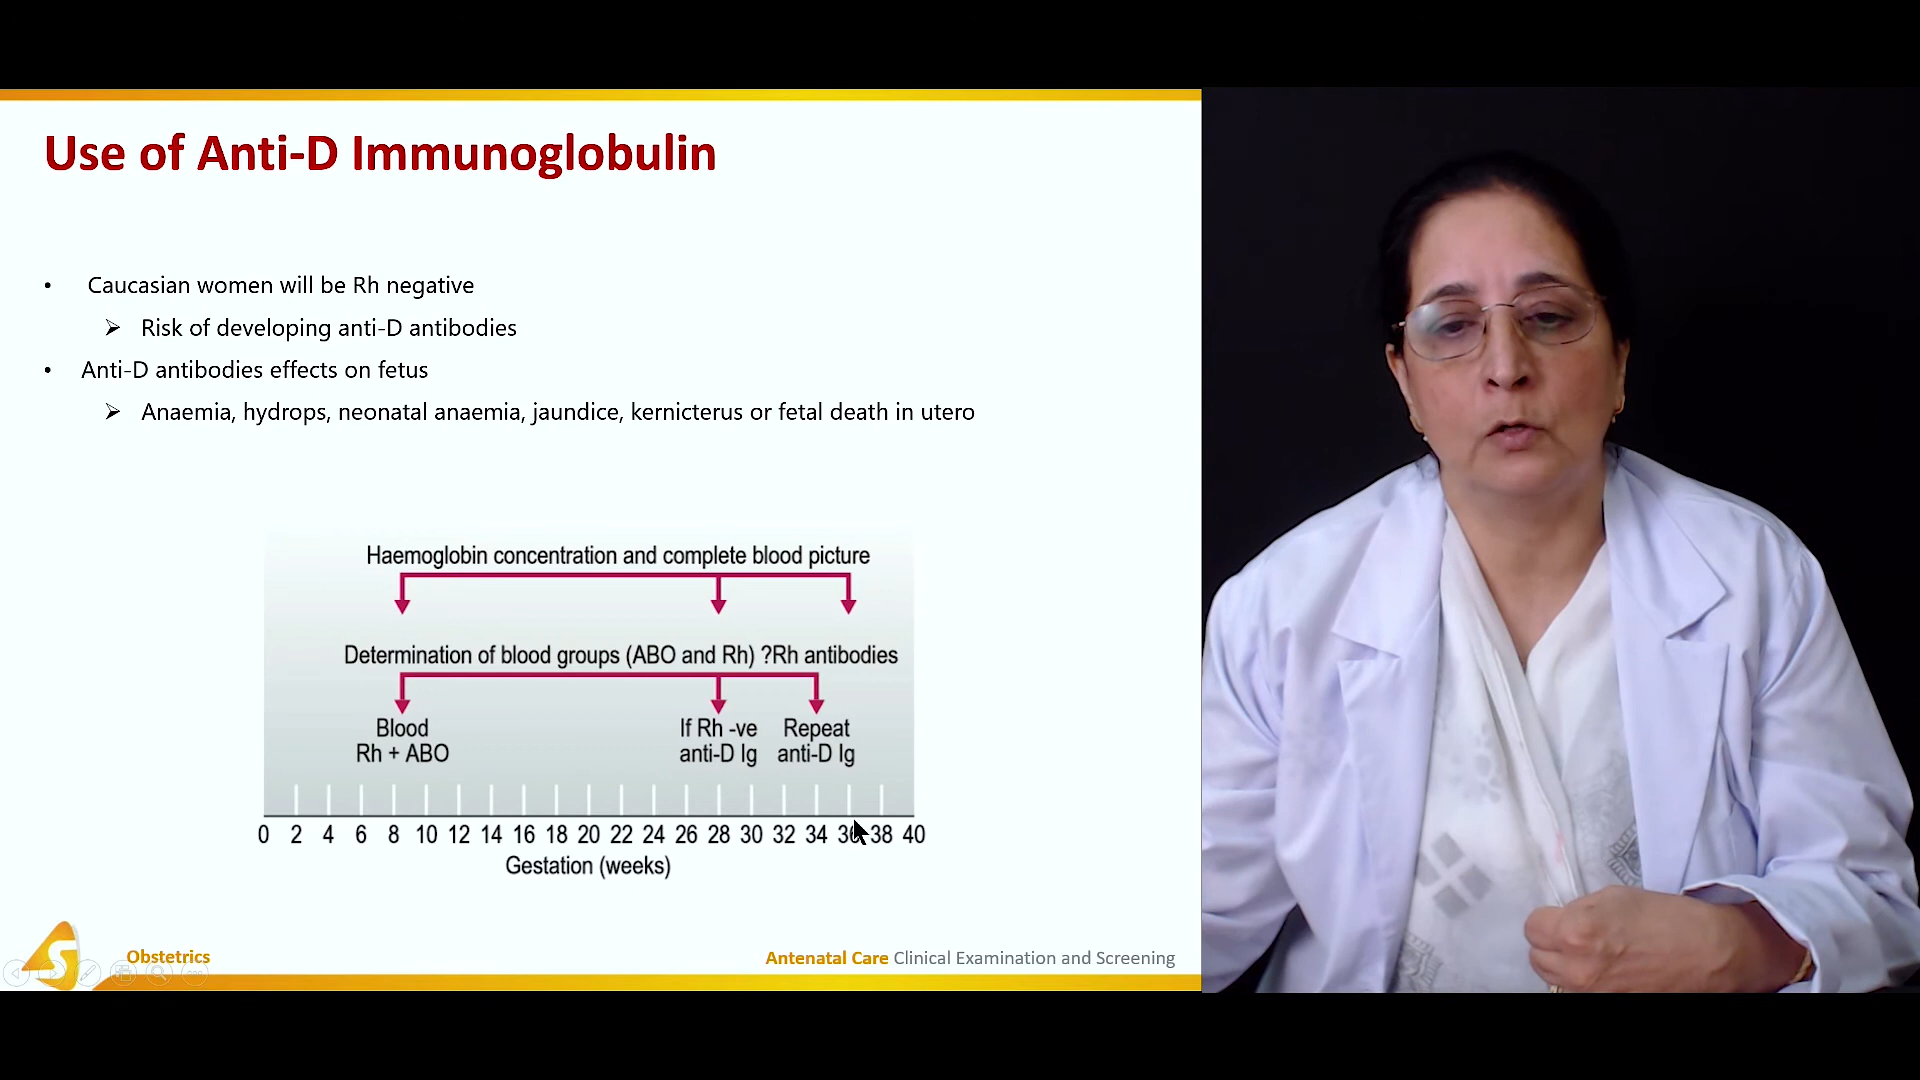 Use of Anti-D Immunoglobulin
• Caucasian women will be Rh negative
➢ Risk of developing anti-D antibodies
• Anti-D antibodies effects on fetus
➢ Anaemia, hydrops, neonatal anaemia, jaundice, kernicterus or fetal death in utero
Haemoglobin concentration and complete blood picture
Determination of blood groups (ABO and Rh) ?Rh antibodies
Blood
Rh + ABO
If Rh -ve
anti-D Ig
Repeat
anti-D Ig
0 2 4 6 8 10 12 14 16 18 20 22 24 26 28 30 32 34 36 38 40
Gestation (weeks)
S
Obstetrics
Antenatal Care Clinical Examination and Screening